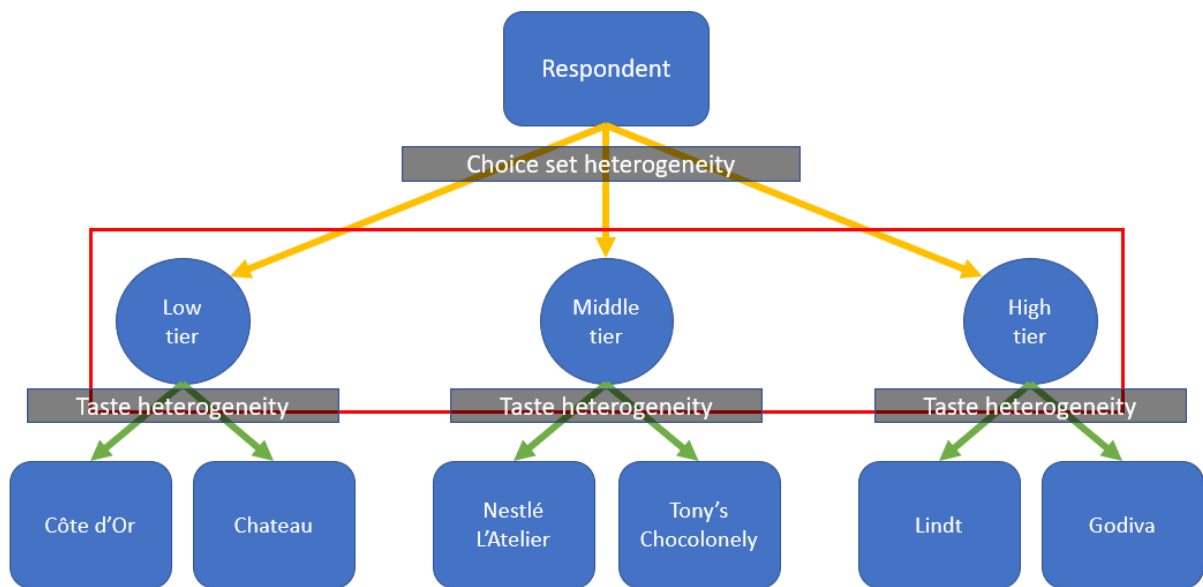 Respondent
Choice set heterogeneity
Low
tier
Middle
tier
High
tier
Taste heterogeneity
Taste heterogeneity
Taste heterogeneity
Côte d’Or
Chateau
Nestlé
L’Atelier
Tony’s
Chocolonely
Lindt
Godiva